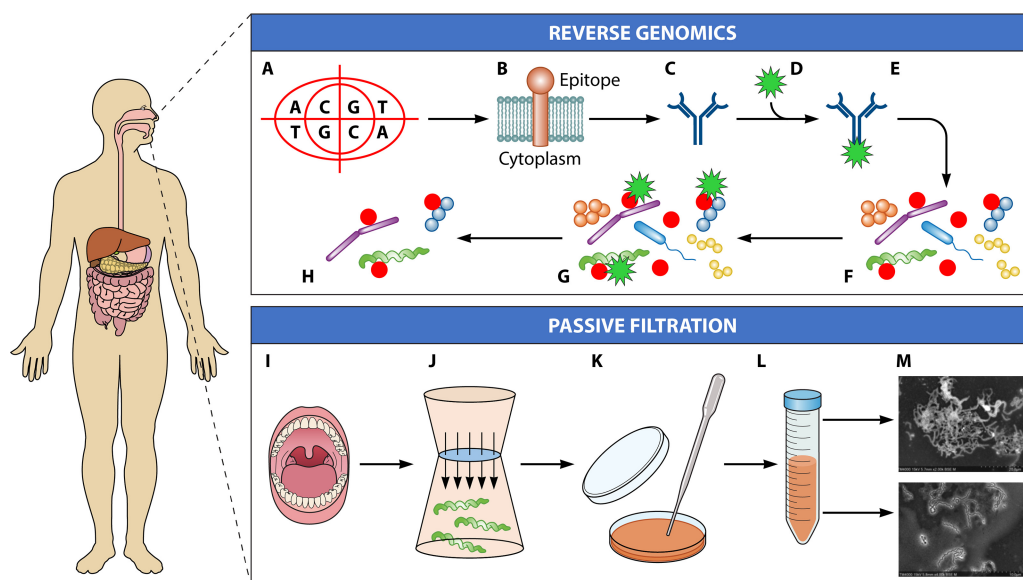 REVERSE GENOMICS
A
B
C
D
E
Epitope
A C G T
T G C A
Cytoplasm
H
G
F
PASSIVE FILTRATION
I
J
K
L
M